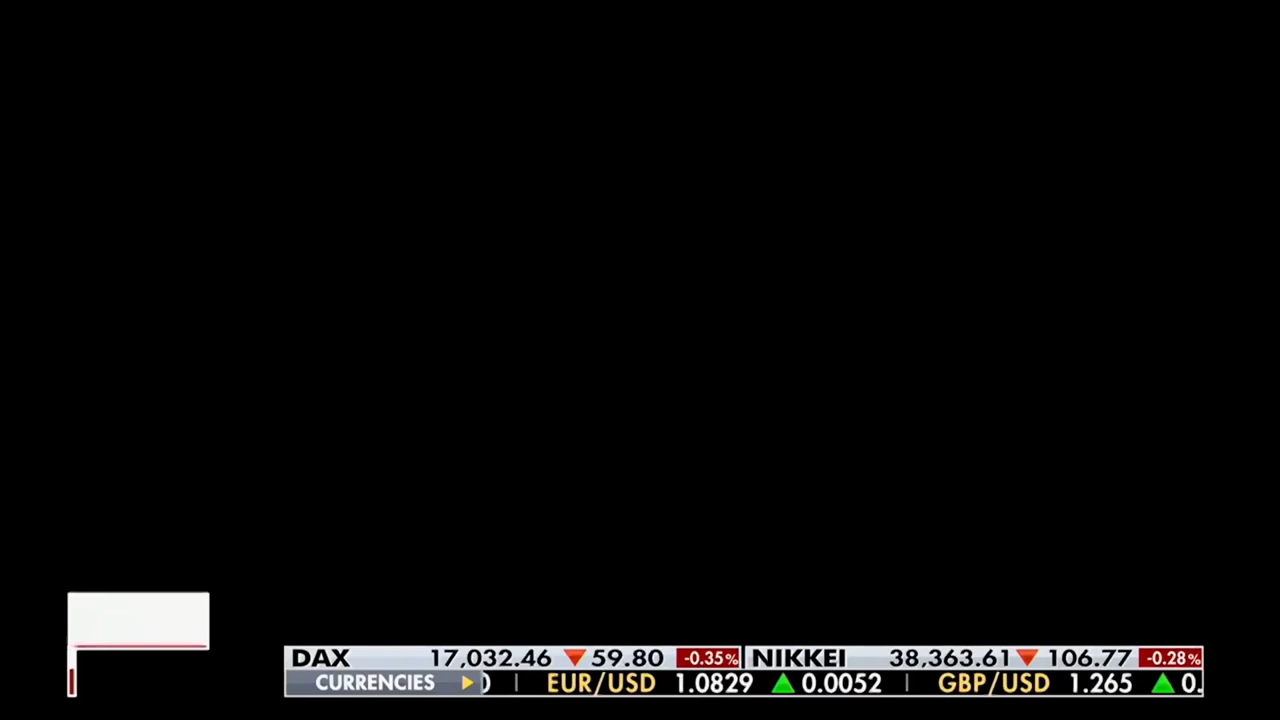 DAX 17,032.46 ▼ 59.80 -0.35% NIKKEI 38,363.61 ▼ 106.77 -0.28%
CURRENCIES ▶ | EUR/USD 1.0829 ▲ 0.0052 | GBP/USD 1.265 ▲ 0.